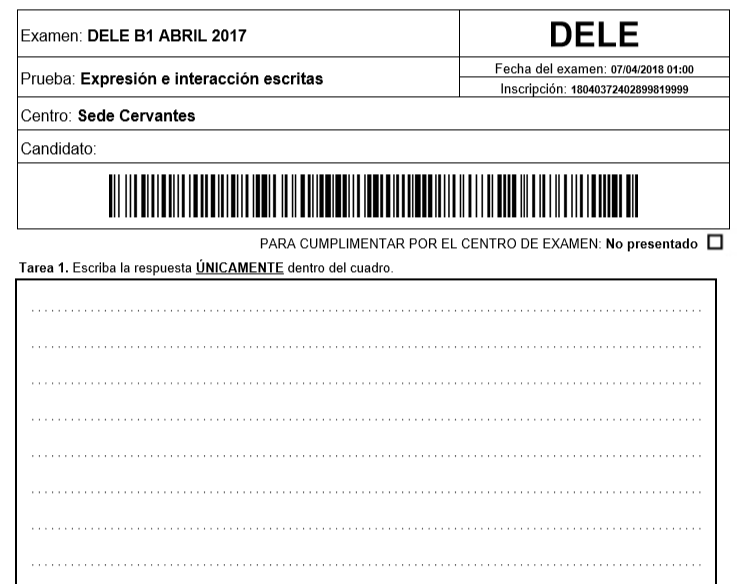 Examen: DELE B1 ABRIL 2017
DELE
Prueba: Expresión e interacción escritas
Fecha del examen: 07/04/2018 01:00
Inscripción: 18040372402899819999
Centro: Sede Cervantes
Candidato:
PARA CUMPLIMENTAR POR EL CENTRO DE EXAMEN: No presentado
Tarea 1. Escriba la respuesta ÚNICAMENTE dentro del cuadro.